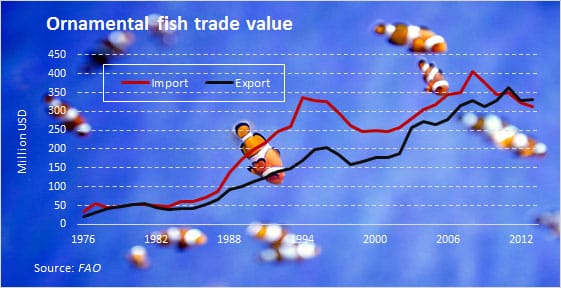 Ornamental fish trade value
450
400
350
300
250
200
150
100
50
0
Million USD
Import Export
1976 1982 1988 1994 2000 2006 2012
Source: FAO